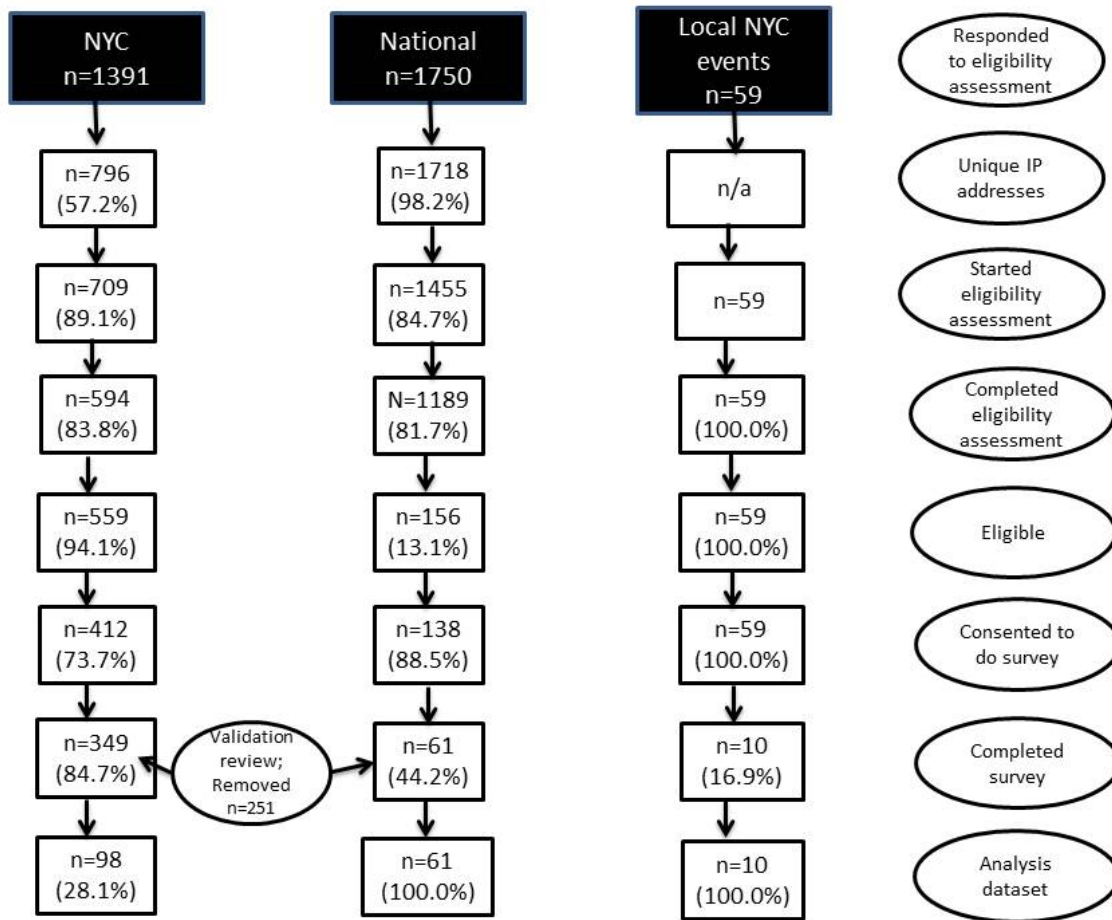 NYC
n=1391
National
n=1750
Local NYC
events
n=59
Responded
to eligibility
assessment
n=796
(57.2%)
n=1718
(98.2%)
n/a
Unique IP
addresses
n=709
(89.1%)
n=1455
(84.7%)
n=59
Started
eligibility
assessment
n=594
(83.8%)
N=1189
(81.7%)
n=59
(100.0%)
Completed
eligibility
assessment
n=559
(94.1%)
n=156
(13.1%)
n=59
(100.0%)
Eligible
n=412
(73.7%)
n=138
(88.5%)
n=59
(100.0%)
Consented to
do survey
n=349
(84.7%)
Validation
review;
Removed
n=251
n=61
(44.2%)
n=10
(16.9%)
Completed
survey
n=98
(28.1%)
n=61
(100.0%)
n=10
(100.0%)
Analysis
dataset